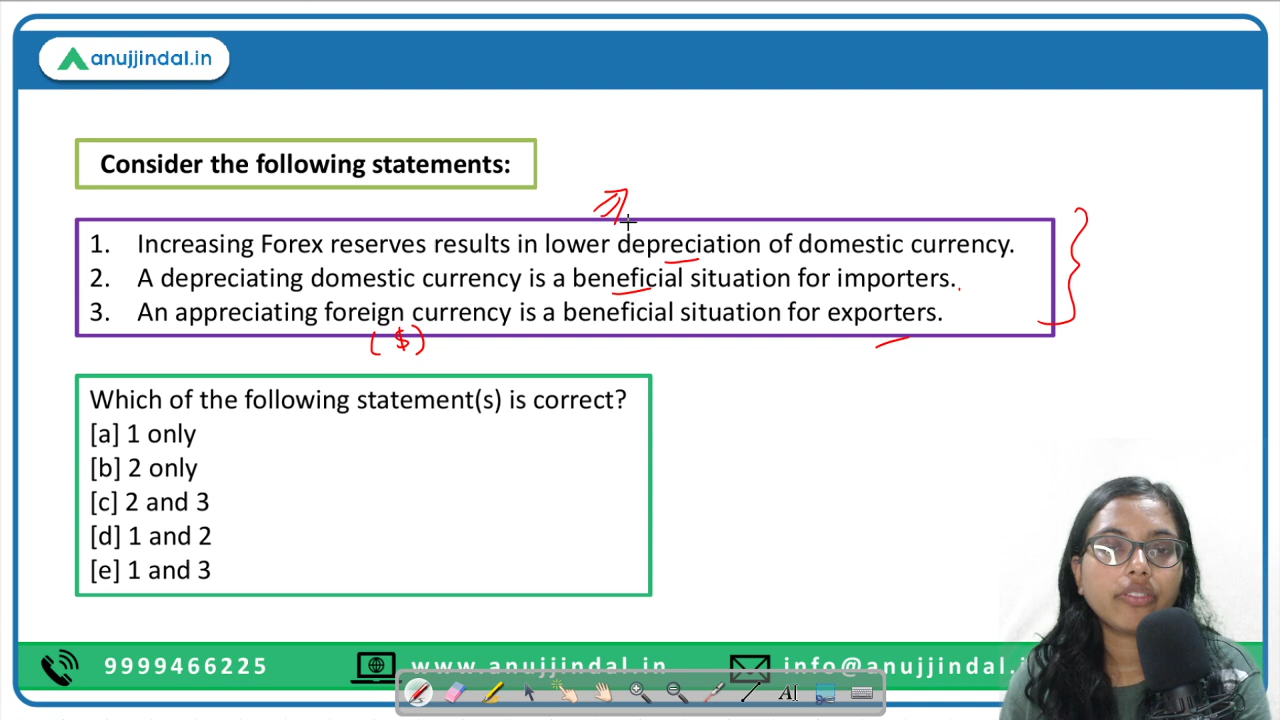 anujjindal.in
Consider the following statements:
1. Increasing Forex reserves results in lower depreciation of domestic currency.
2. A depreciating domestic currency is a beneficial situation for importers.
3. An appreciating foreign currency is a beneficial situation for exporters.
($)
Which of the following statement(s) is correct?
[a] 1 only
[b] 2 only
[c] 2 and 3
[d] 1 and 2
[e] 1 and 3
9999466225
www.anujjindal.in
info@anujjindal.i
AI